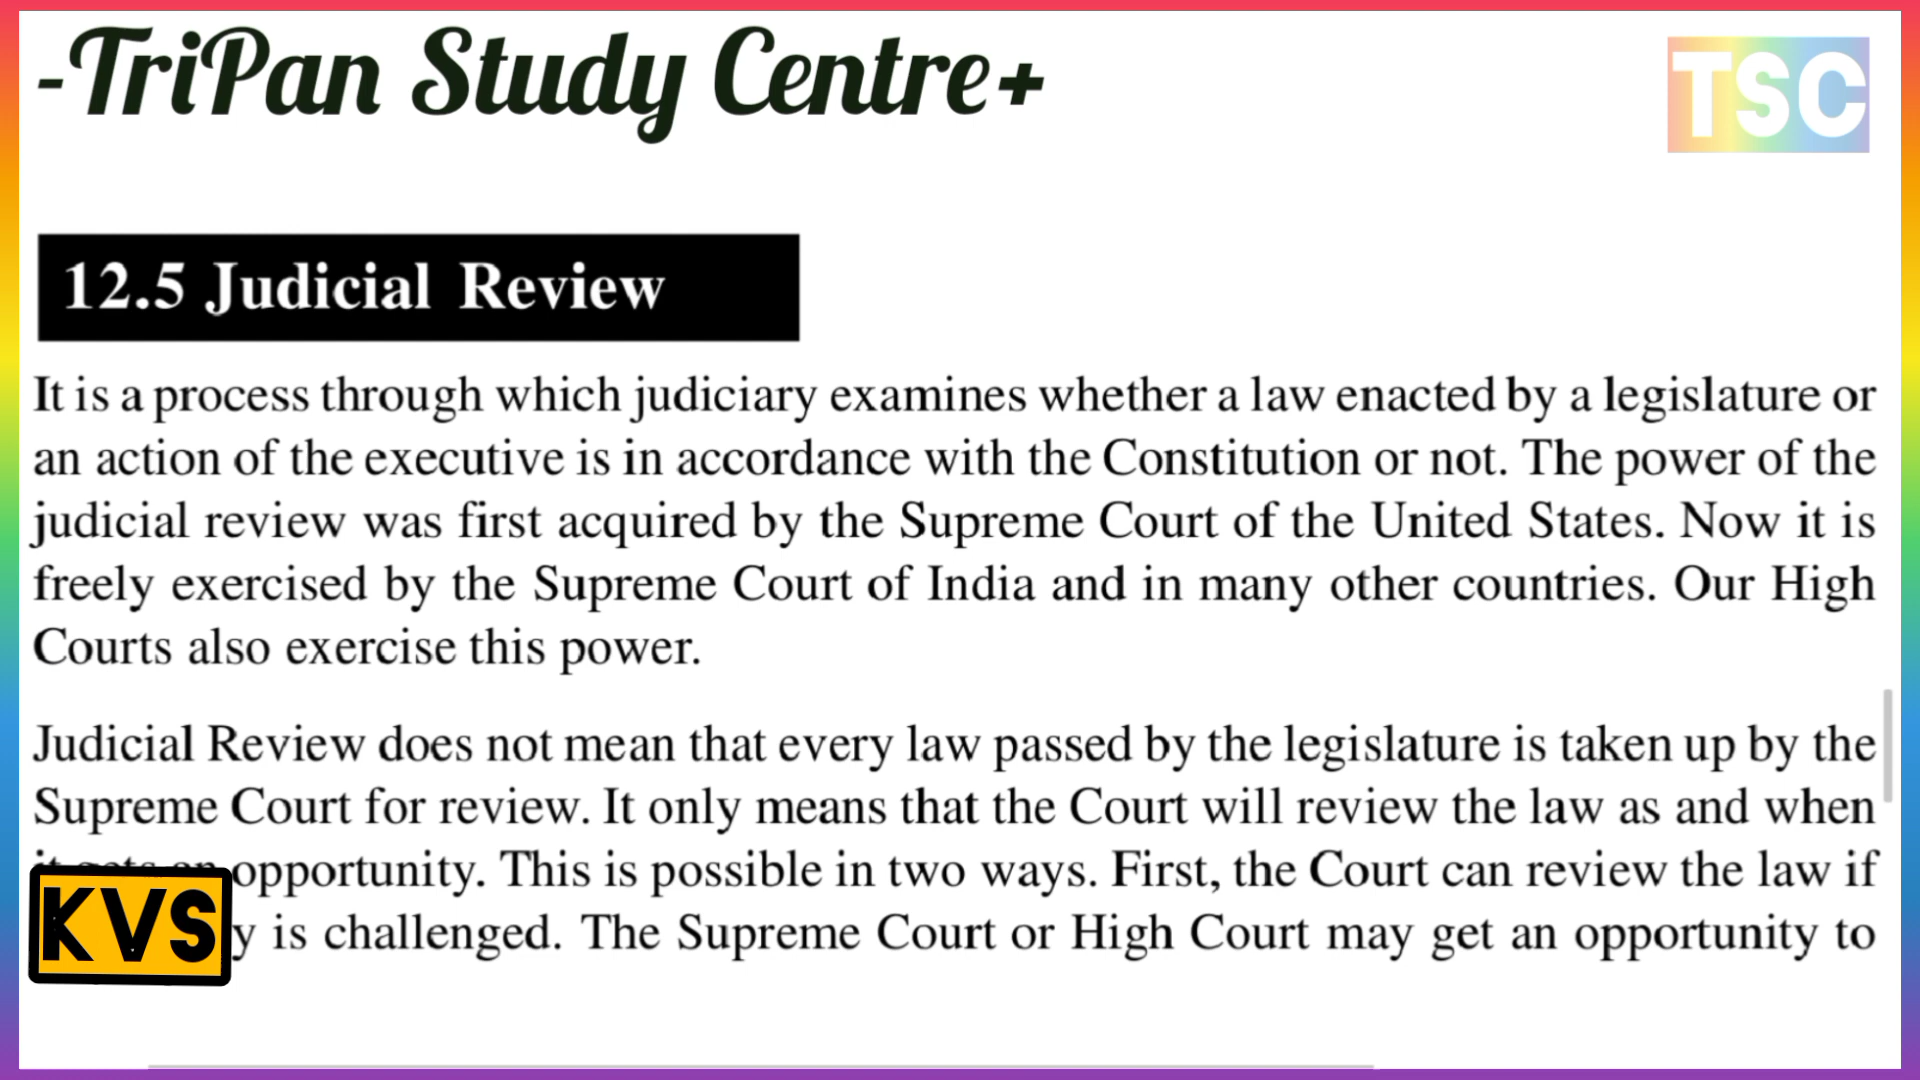 -TriPan Study Centre+
TSC
12.5 Judicial Review
It is a process through which judiciary examines whether a law enacted by a legislature or
an action of the executive is in accordance with the Constitution or not. The power of the
judicial review was first acquired by the Supreme Court of the United States. Now it is
freely exercised by the Supreme Court of India and in many other countries. Our High
Courts also exercise this power.
Judicial Review does not mean that every law passed by the legislature is taken up by the
Supreme Court for review. It only means that the Court will review the law as and when
it gets an opportunity. This is possible in two ways. First, the Court can review the law if
KVS
y is challenged. The Supreme Court or High Court may get an opportunity to